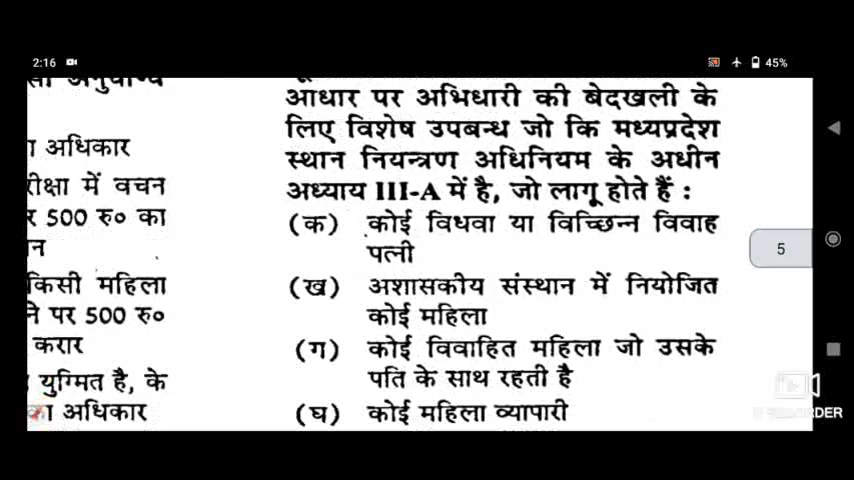 2:16
45%
अधिकार
रीक्षा में वचन
र 500 रु० का
न
किसी महिला
ने पर 500 रु०
करार
युग्मित है, के
का अधिकार
आधार पर अभिधारी की बेदखली के
लिए विशेष उपबन्ध जो कि मध्यप्रदेश
स्थान नियन्त्रण अधिनियम के अधीन
अध्याय III-A में है, जो लागू होते हैं :
(क) कोई विधवा या विच्छिन्न विवाह
पत्नी
(ख) अशासकीय संस्थान में नियोजित
कोई महिला
(ग) कोई विवाहित महिला जो उसके
पति के साथ रहती है
(घ) कोई महिला व्यापारी
5
RECORDER